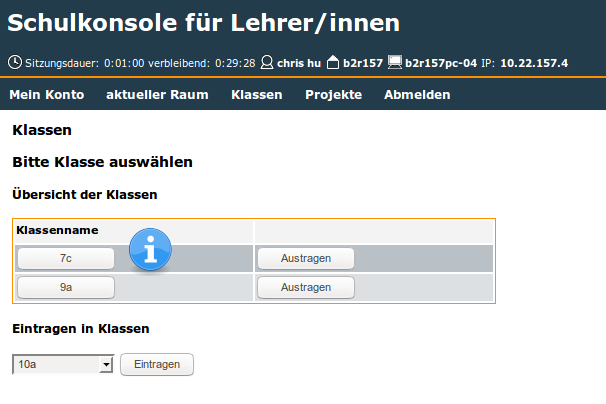 Schulkonsole für Lehrer/innen
Sitzungsdauer: 0:01:00 verbleibend: 0:29:28 chris hu b2r157 b2r157pc-04 IP: 10.22.157.4
Mein Konto aktueller Raum Klassen Projekte Abmelden
Klassen
Bitte Klasse auswählen
Übersicht der Klassen
Klassenname
7c Austragen
9a Austragen
Eintragen in Klassen
10a Eintragen